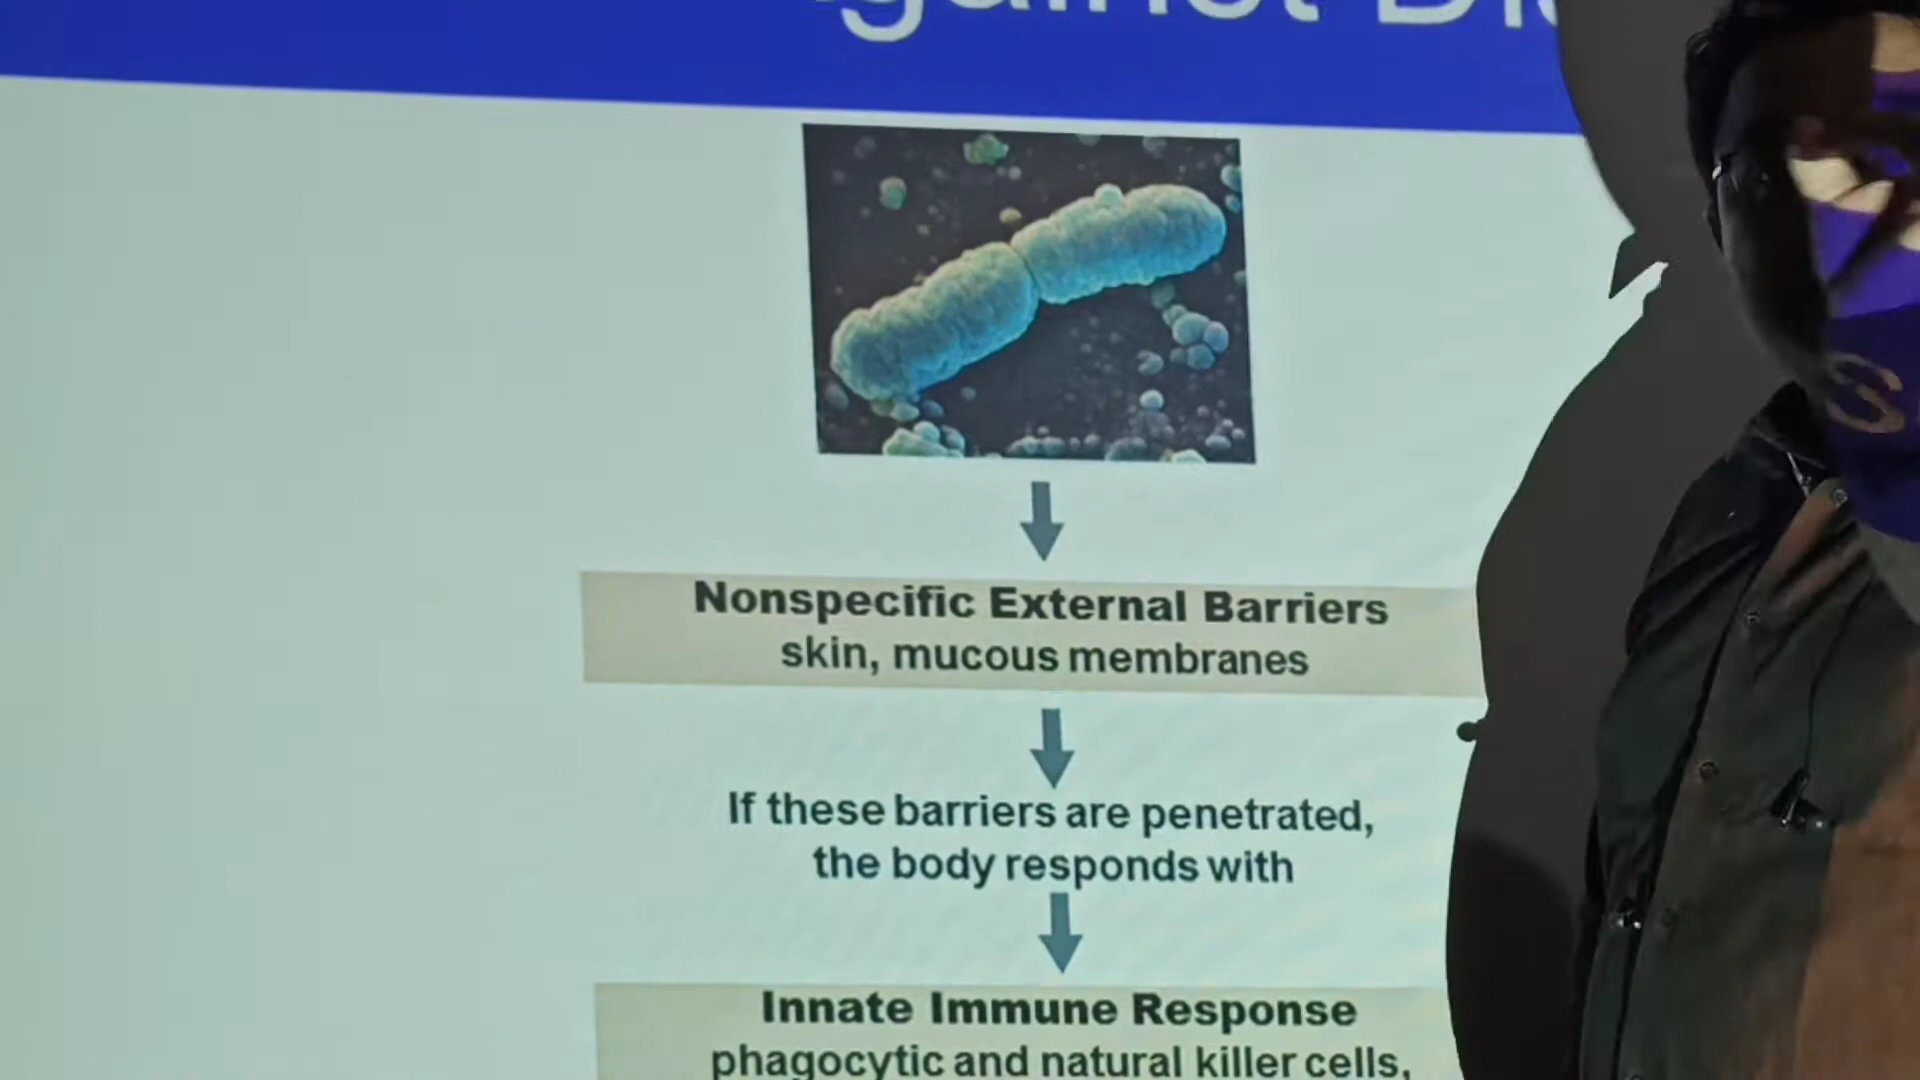 against
Nonspecific External Barriers
skin, mucous membranes
If these barriers are penetrated,
the body responds with
Innate Immune Response
phagocytic and natural killer cells,